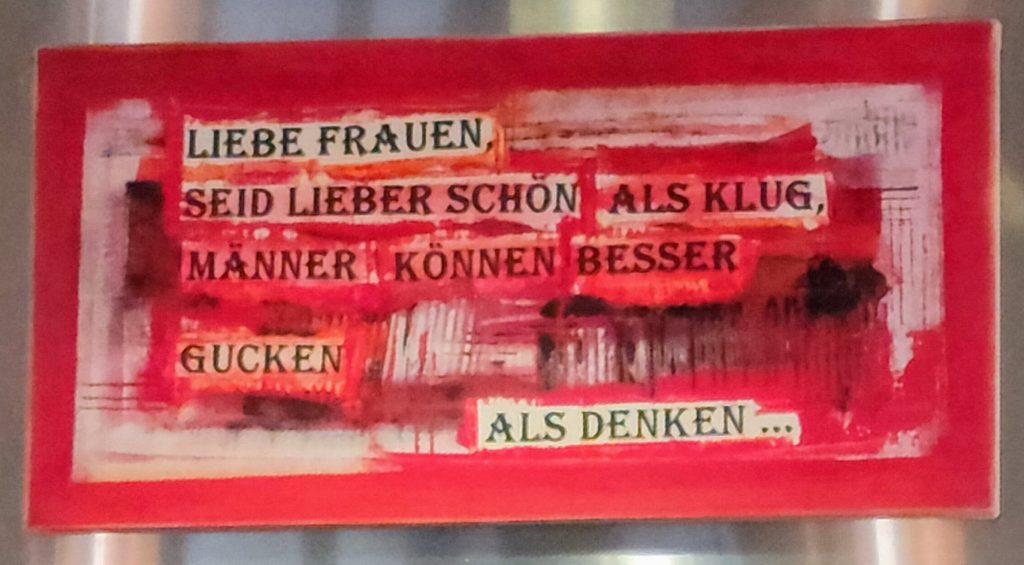 LIEBE FRAUEN,
SEID LIEBER SCHÖN ALS KLUG,
MÄNNER KÖNNEN BESSER
GUCKEN
ALS DENKEN ...